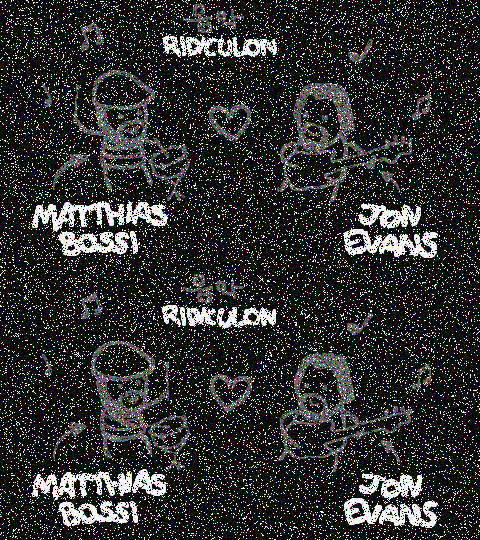 RIDICULON
MATTHIAS
BOSSI
JON
EVANS
RIDICULON
MATTHIAS
BOSSI
JON
EVANS